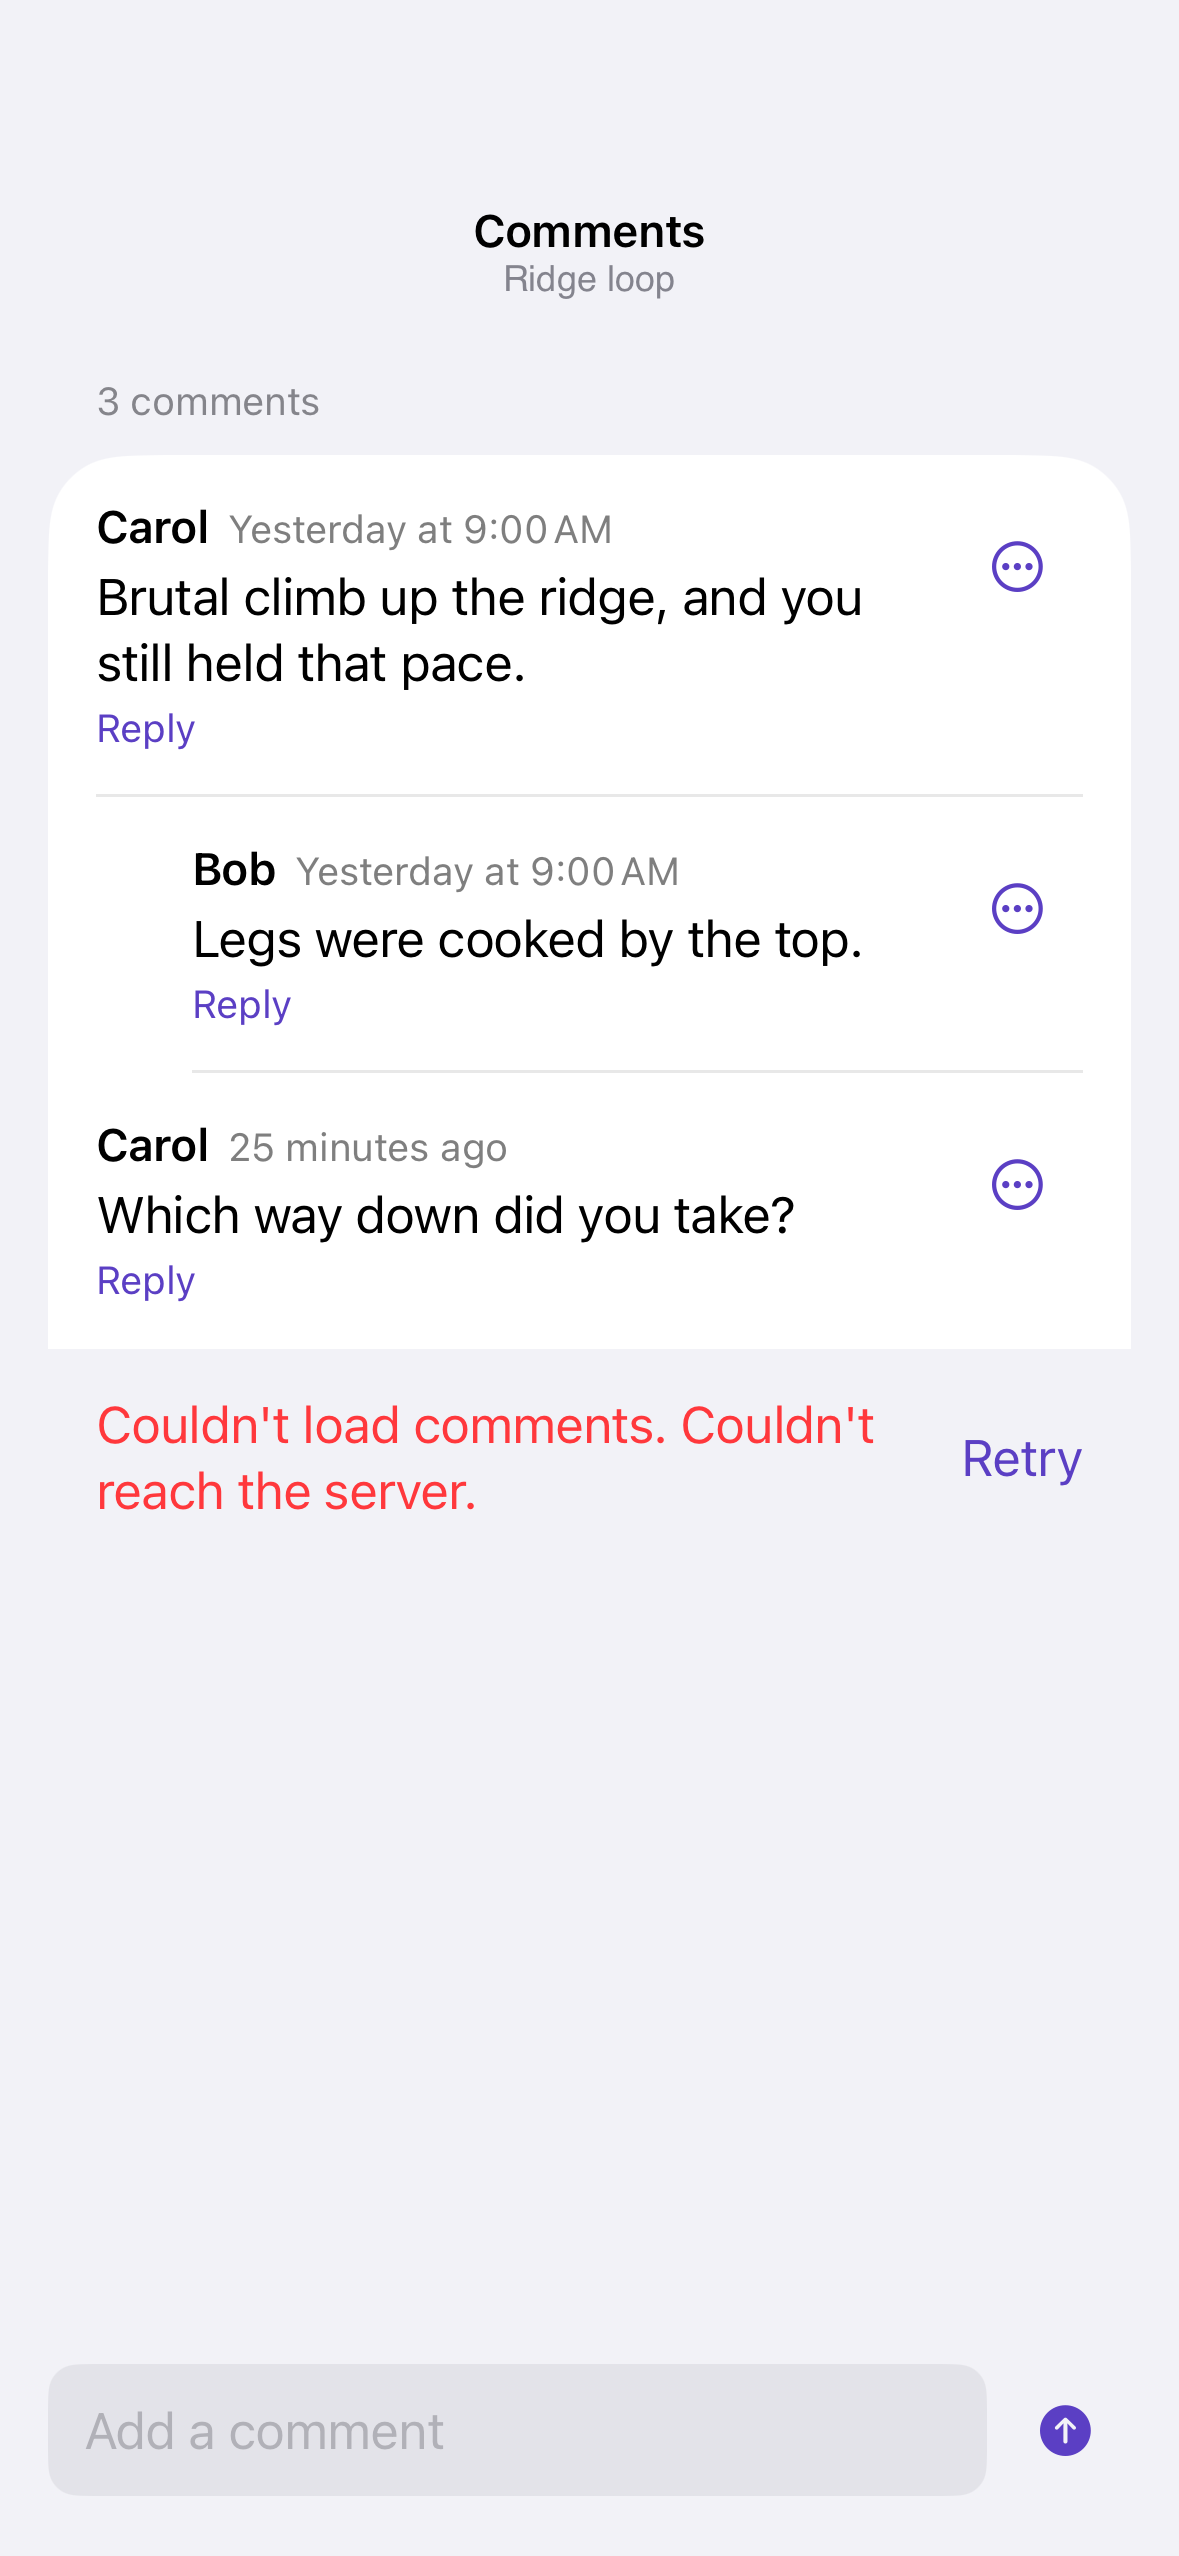 Comments
Ridge loop
3 comments
Carol Yesterday at 9:00 AM
Brutal climb up the ridge, and you
still held that pace.
Reply
Bob Yesterday at 9:00 AM
Legs were cooked by the top.
Reply
Carol 25 minutes ago
Which way down did you take?
Reply
Couldn't load comments. Couldn't
reach the server.
Retry
Add a comment